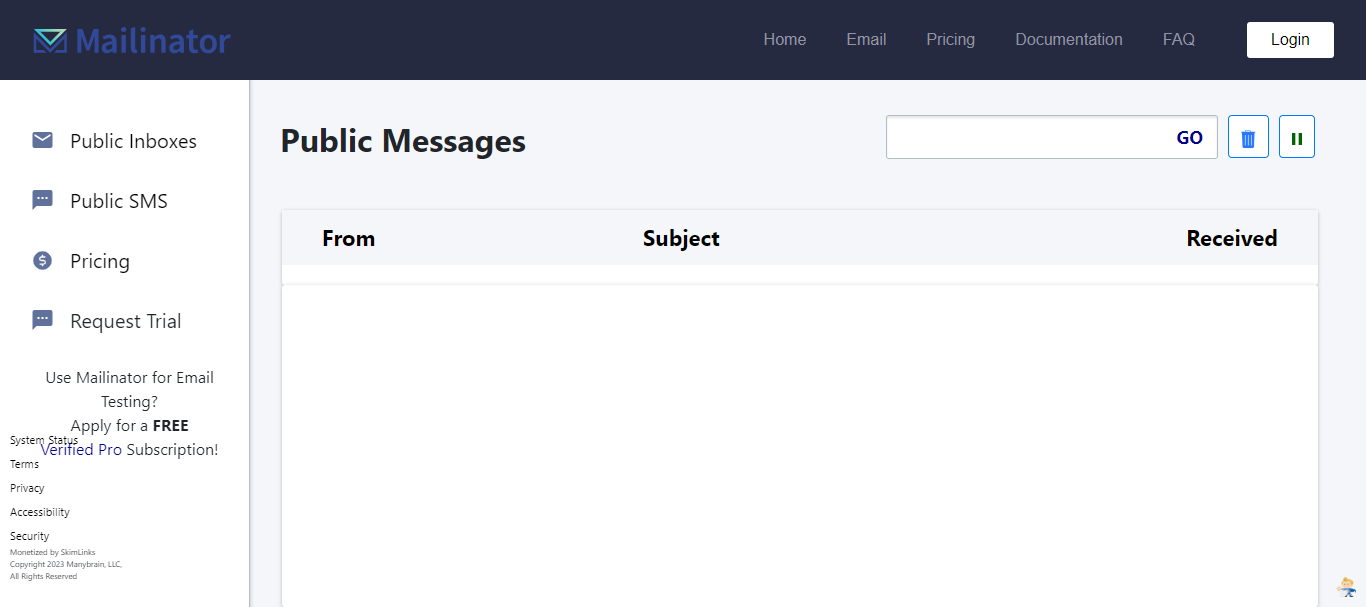 Mailinator
Home Email Pricing Documentation FAQ Login
Public Inboxes
Public SMS
Pricing
Request Trial
Use Mailinator for Email
Testing?
Apply for a FREE
Verified Pro Subscription!
System Status
Terms
Privacy
Accessibility
Security
Monetized by SkimLinks
Copyright 2023 Manybrain, LLC,
All Rights Reserved
Public Messages
GO
From Subject Received